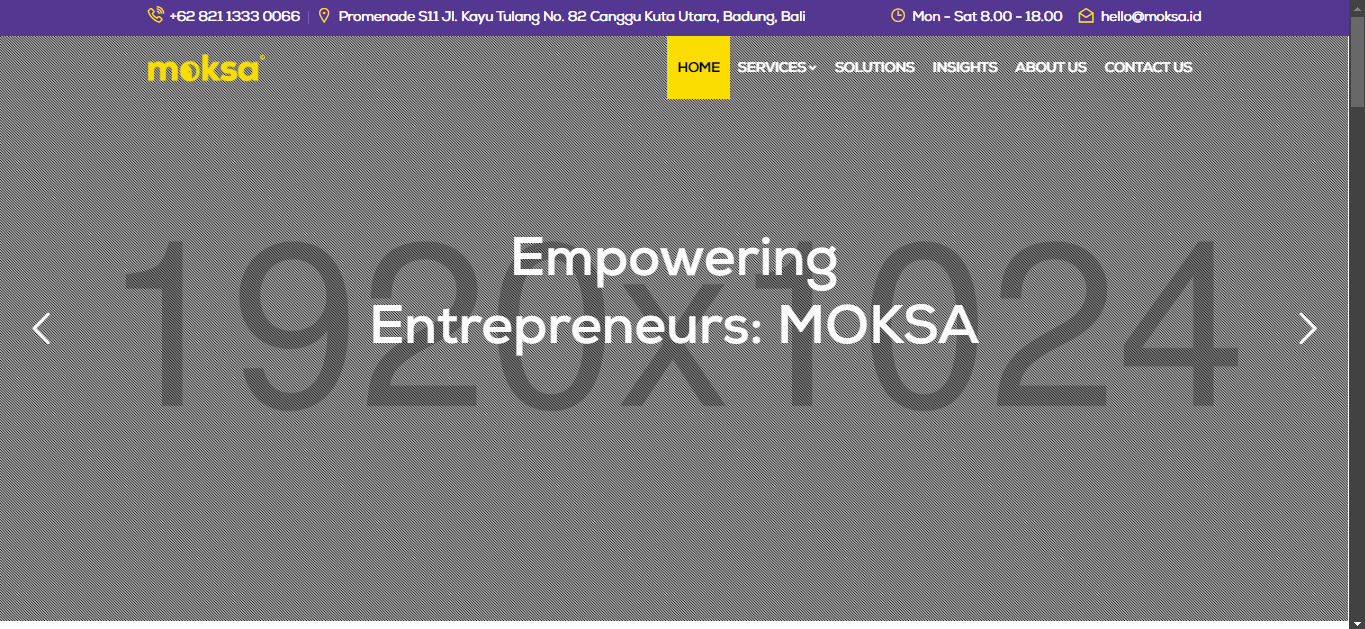 +62 821 1333 0066 Promenade S11 Jl. Kayu Tulang No. 82 Canggu Kuta Utara, Badung, Bali Mon - Sat 8.00 - 18.00 hello@moksa.id
moksa
HOME SERVICES SOLUTIONS INSIGHTS ABOUT US CONTACT US
1920x1024
Empowering
Entrepreneurs: MOKSA